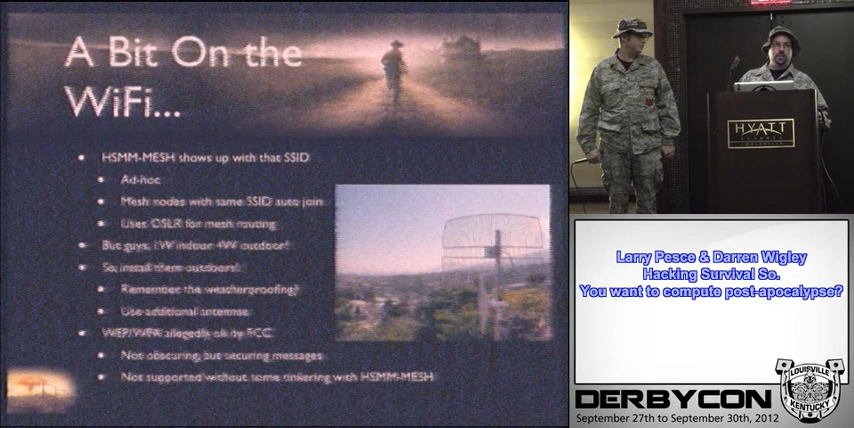 A Bit On the
WiFi...
HSMM-MESH shows up with that SSID
Ad-hoc
Mesh nodes with same SSID auto join
Uses OSLR for mesh routing
But guys, 1W indoor 4W outdoor!
So, install them outdoors!
Remember the weatherproofing?
Use additional antennas
WEP/WPA allegedly ok by FCC
Not obscuring, but securing messages
Not supported without some tinkering with HSMM-MESH
HYATT
Larry Pesce & Darren Wigley
Hacking Survival So.
You want to compute post-apocalypse?
DERBYCON
September 27th to September 30th, 2012
LOUISVILLE
KENTUCKY